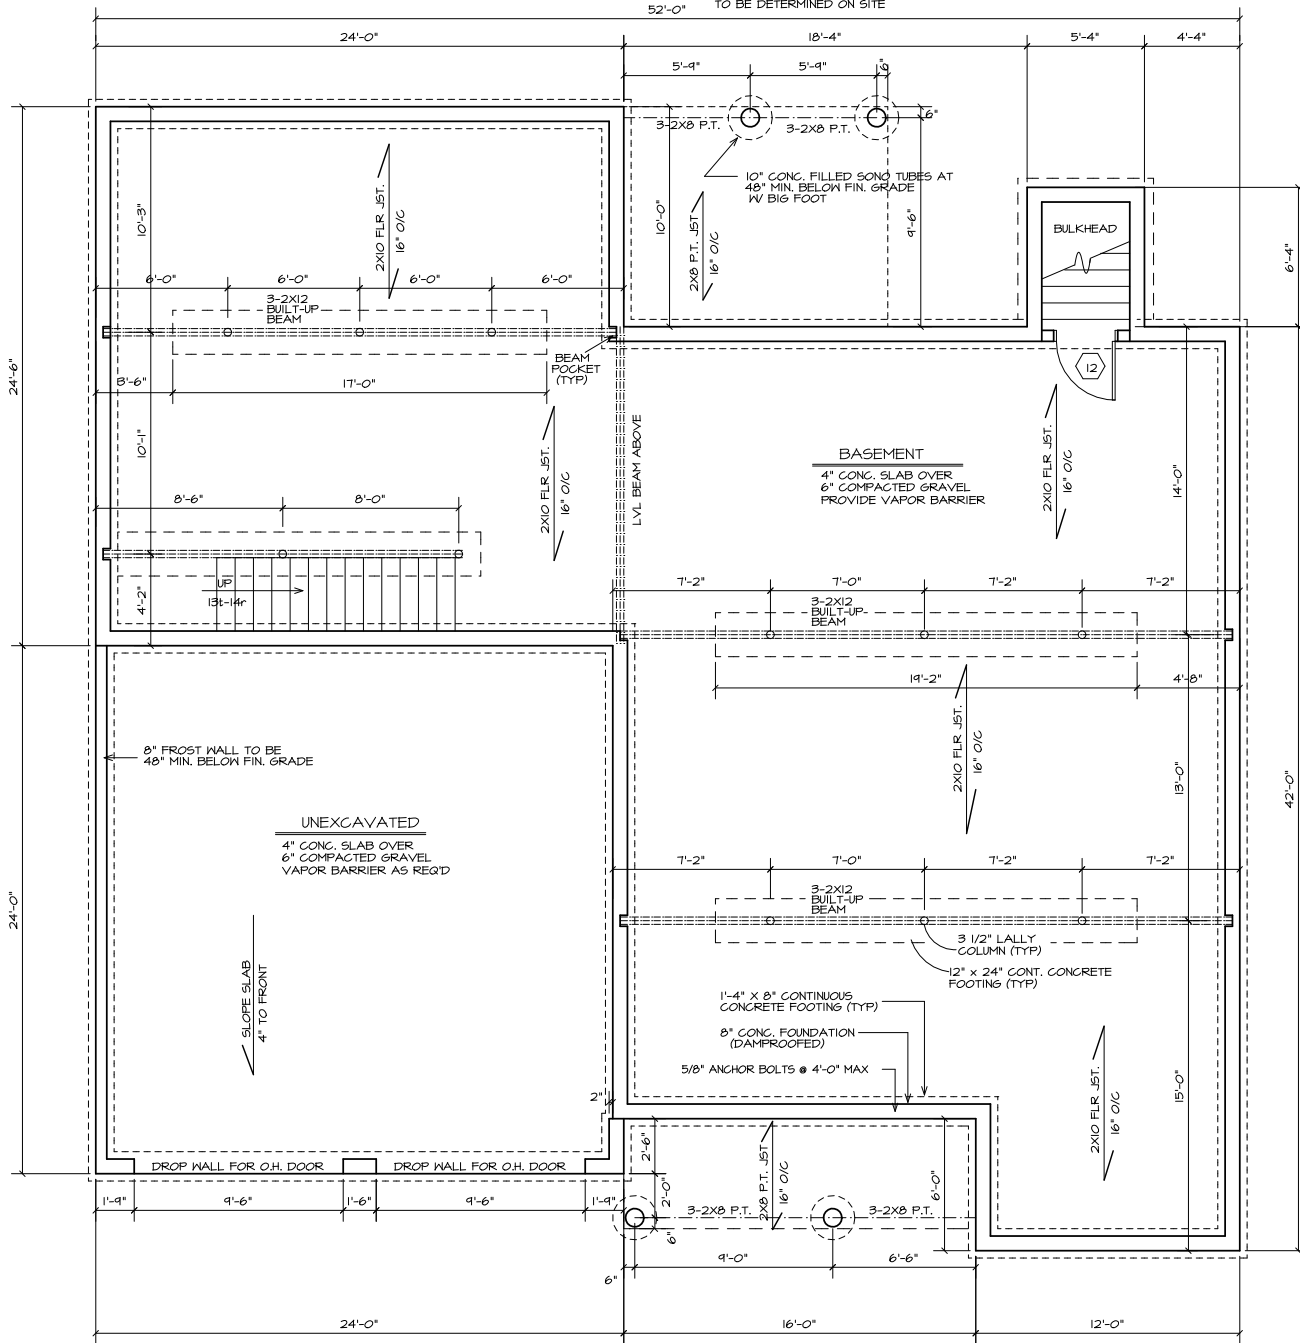 TO BE DETERMINED ON SITE
52'-0"
24'-0"
18'-4"
5'-4"
4'-4"
5'-9"
5'-9"
6"
3-2X8 P.T.
3-2X8 P.T.
6"
10" CONC. FILLED SONO TUBES AT
48" MIN. BELOW FIN. GRADE
W/ BIG FOOT
10'-3"
2X10 FLR JST.
16" O/C
10'-0"
2X8 P.T. JST
16" O/C
9'-6"
BULKHEAD
6'-4"
6'-0"
6'-0"
6'-0"
6'-0"
3-2X12
BUILT-UP
BEAM
BEAM
POCKET
(TYP)
12
24'-6"
3'-6"
17'-0"
10'-1"
2X10 FLR JST.
16" O/C
LVL BEAM ABOVE
BASEMENT
4" CONC. SLAB OVER
6" COMPACTED GRAVEL
PROVIDE VAPOR BARRIER
2X10 FLR JST.
16" O/C
14'-0"
8'-6"
8'-0"
UP
13t-14r
4'-2"
7'-2"
7'-0"
7'-2"
7'-2"
3-2X12
BUILT-UP
BEAM
19'-2"
4'-8"
8" FROST WALL TO BE
48" MIN. BELOW FIN. GRADE
2X10 FLR JST.
16" O/C
13'-0"
42'-0"
UNEXCAVATED
4" CONC. SLAB OVER
6" COMPACTED GRAVEL
VAPOR BARRIER AS REQ'D
24'-0"
7'-2"
7'-0"
7'-2"
7'-2"
3-2X12
BUILT-UP
BEAM
3 1/2" LALLY
COLUMN (TYP)
12" x 24" CONT. CONCRETE
FOOTING (TYP)
SLOPE SLAB
4" TO FRONT
1'-4" X 8" CONTINUOUS
CONCRETE FOOTING (TYP)
8" CONC. FOUNDATION
(DAMPROOFED)
5/8" ANCHOR BOLTS @ 4'-0" MAX
2X10 FLR JST.
16" O/C
15'-0"
2"
DROP WALL FOR O.H. DOOR
DROP WALL FOR O.H. DOOR
2'-6"
2X8 P.T. JST
16" O/C
6'-0"
1'-9"
9'-6"
1'-6"
9'-6"
1'-9"
2'-0"
3-2X8 P.T.
3-2X8 P.T.
6"
9'-0"
6'-6"
6"
24'-0"
16'-0"
12'-0"